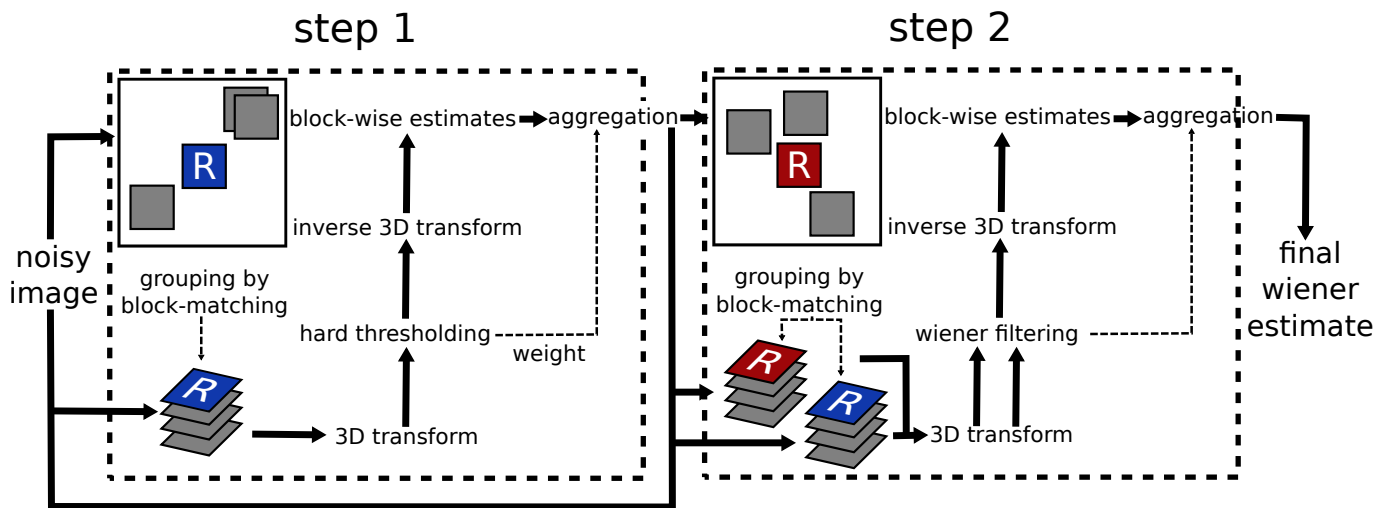 step 1
R
block-wise estimates
aggregation
inverse 3D transform
noisy
image
grouping by
block-matching
hard thresholding
weight
R
3D transform
step 2
R
block-wise estimates
aggregation
inverse 3D transform
grouping by
block-matching
wiener filtering
R
R
3D transform
final
wiener
estimate